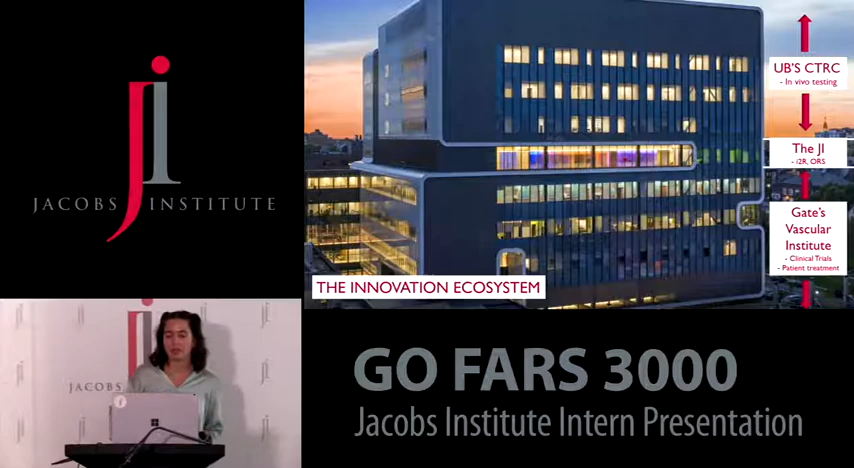 JACOBS INSTITUTE
UB'S CTRC
- In vivo testing
The JI
- i2R, ORS
Gate's
Vascular
Institute
- Clinical Trials
- Patient treatment
THE INNOVATION ECOSYSTEM
JACOBS
GO FARS 3000
Jacobs Institute Intern Presentation